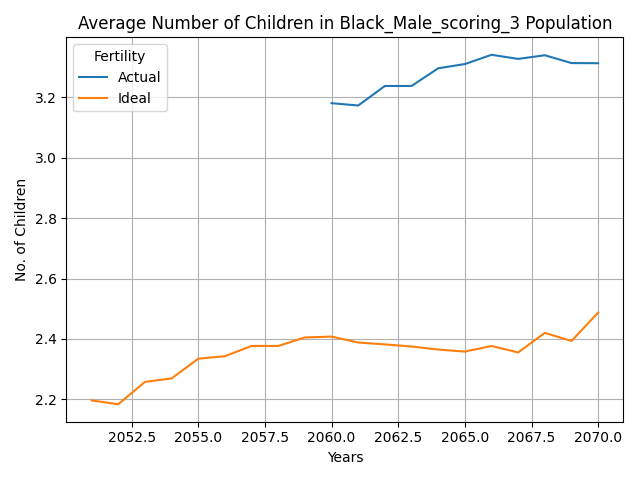 Average Number of Children in Black_Male_scoring_3 Population
Fertility
Actual
Ideal
No. of Children
3.2
3.0
2.8
2.6
2.4
2.2
2052.5 2055.0 2057.5 2060.0 2062.5 2065.0 2067.5 2070.0
Years